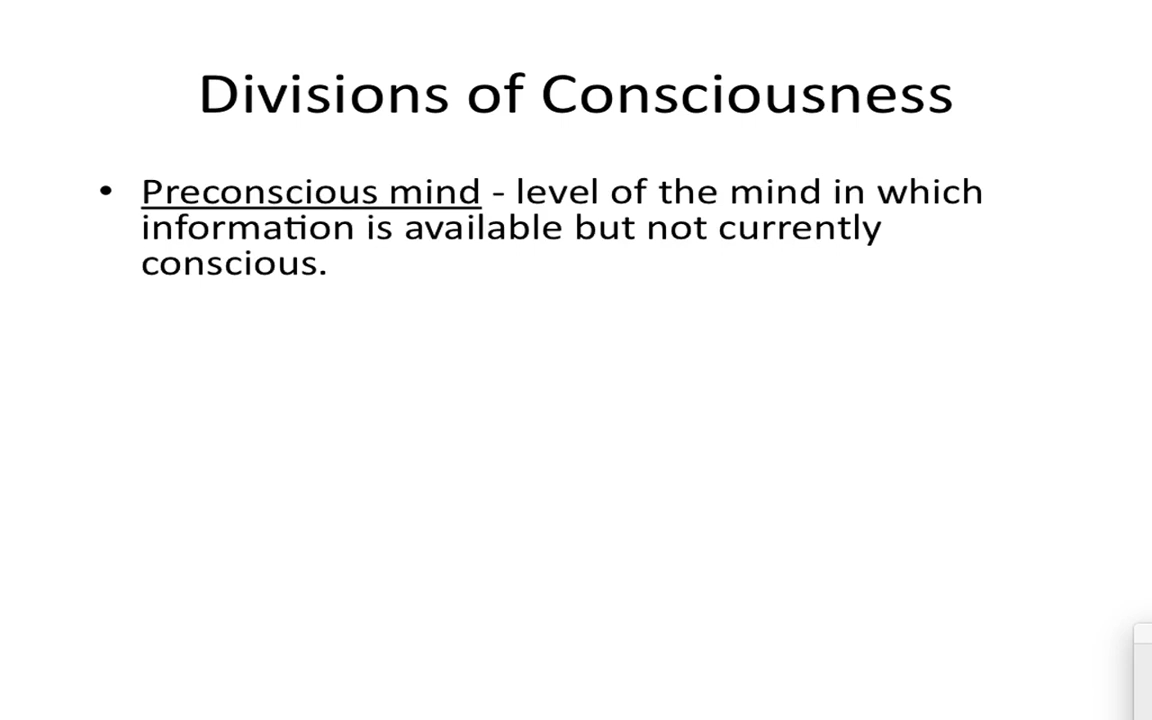 Divisions of Consciousness
• Preconscious mind - level of the mind in which
information is available but not currently
conscious.